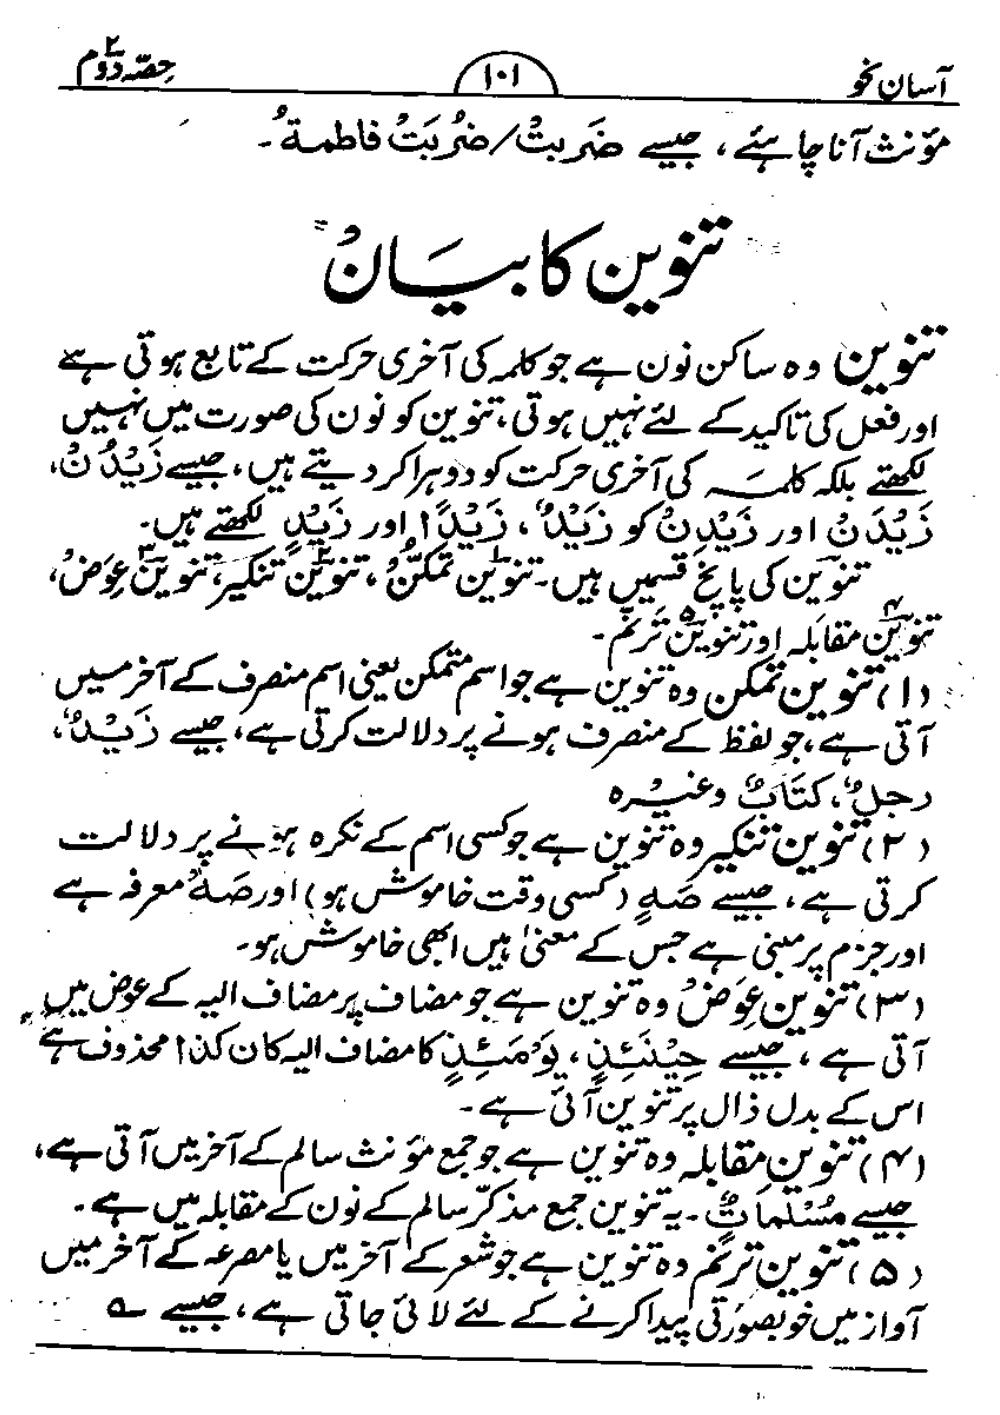 آسان نحو ۱۰۱ حصّہ دوم ۲
مؤنث آنا چاہئے، جیسے ضَربتْ/ضُرِبَتْ فاطمۃُ۔
تنوین کا بیان
تنوین وہ ساکن نون ہے جو کلمہ کی آخری حرکت کے تابع ہوتی ہے
اور فعل کی تاکید کے لئے نہیں ہوتی، تنوین کو نون کی صورت میں نہیں
لکھتے بلکہ کلمہ کی آخری حرکت کو دوہرا کر دیتے ہیں، جیسے زَیْدُنْ،
زَیْدَنْ اور زَیْدِنْ کو زَیْدٌ، زَیْدًا اور زَیْدٍ لکھتے ہیں۔
تنوین کی پانچ قسمیں ہیں۔ تنوین تمکّن، تنوین تنکیر، تنوین عِوَض،
تنوین مقابلہ اور تنوین تَرنّم۔
(۱) تنوین تمکن وہ تنوین ہے جو اسم متمکن یعنی اسم منصرف کے آخر میں
آتی ہے، جو لفظ کے منصرف ہونے پر دلالت کرتی ہے، جیسے زَیْدٌ،
رجلٌ، کتابٌ وغیرہ
(۲) تنوین تنکیر وہ تنوین ہے جو کسی اسم کے نکرہ ہونے پر دلالت
کرتی ہے، جیسے صَہٍ (کسی وقت خاموش ہو) اور صَہْ معرفہ ہے
اور جزم پر مبنی ہے جس کے معنیٰ ہیں ابھی خاموش ہو۔
(۳) تنوین عِوَض وہ تنوین ہے جو مضاف پر مضاف الیہ کے عوض میں
آتی ہے، جیسے حِیْنَئِذٍ، یَوْمَئِذٍ کا مضاف الیہ کان کذا محذوف ہے
اس کے بدل ذال پر تنوین آئی ہے۔
(۴) تنوینِ مقابلہ وہ تنوین ہے جو جمع مؤنث سالم کے آخر میں آتی ہے،
جیسے مُسْلماتٌ۔ یہ تنوین جمع مذکّر سالم کے نون کے مقابلہ میں ہے۔
(۵) تنوین ترنّم وہ تنوین ہے جو شعر کے آخر میں یا مصرعہ کے آخر میں
آواز میں خوبصورتی پیدا کرنے کے لئے لائی جاتی ہے، جیسے ؎